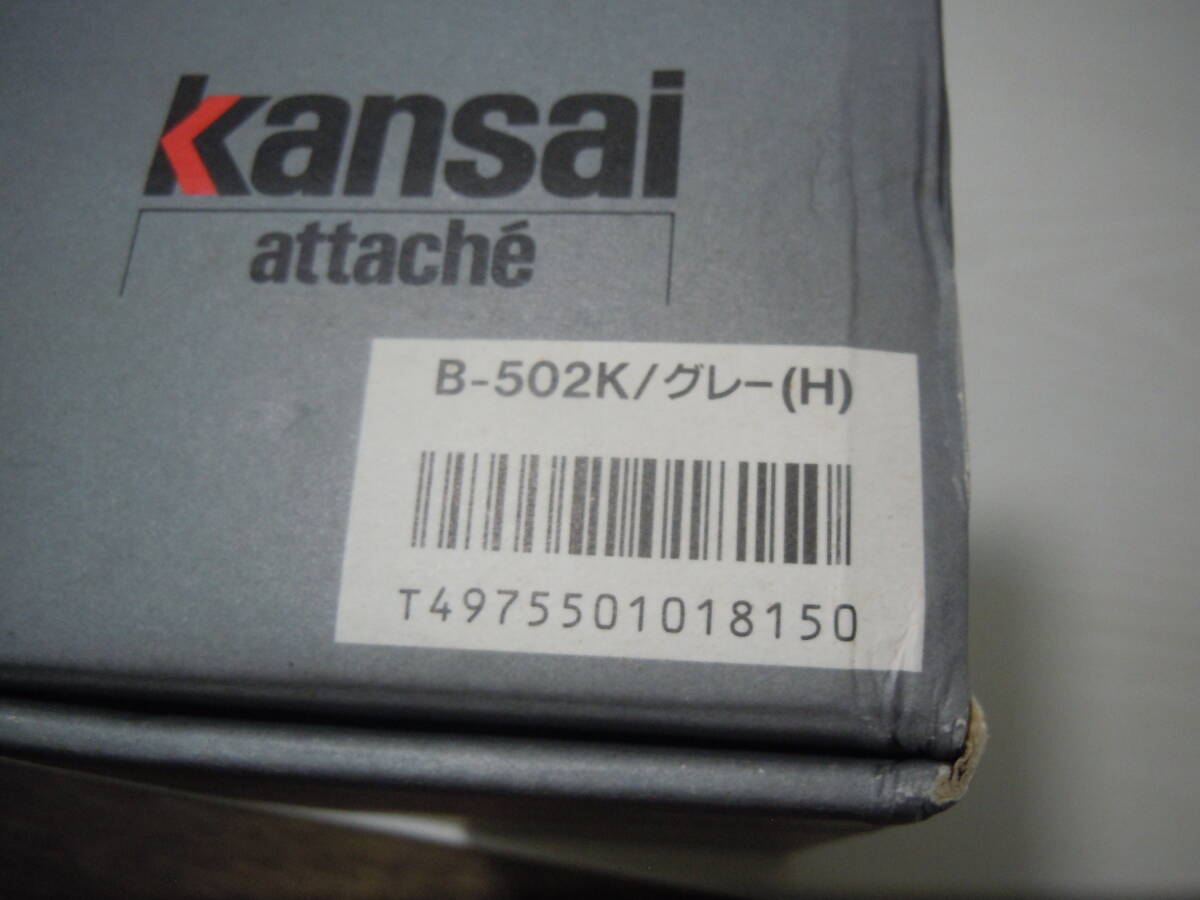 kansai
attaché
B-502K/グレー(H)
T4975501018150